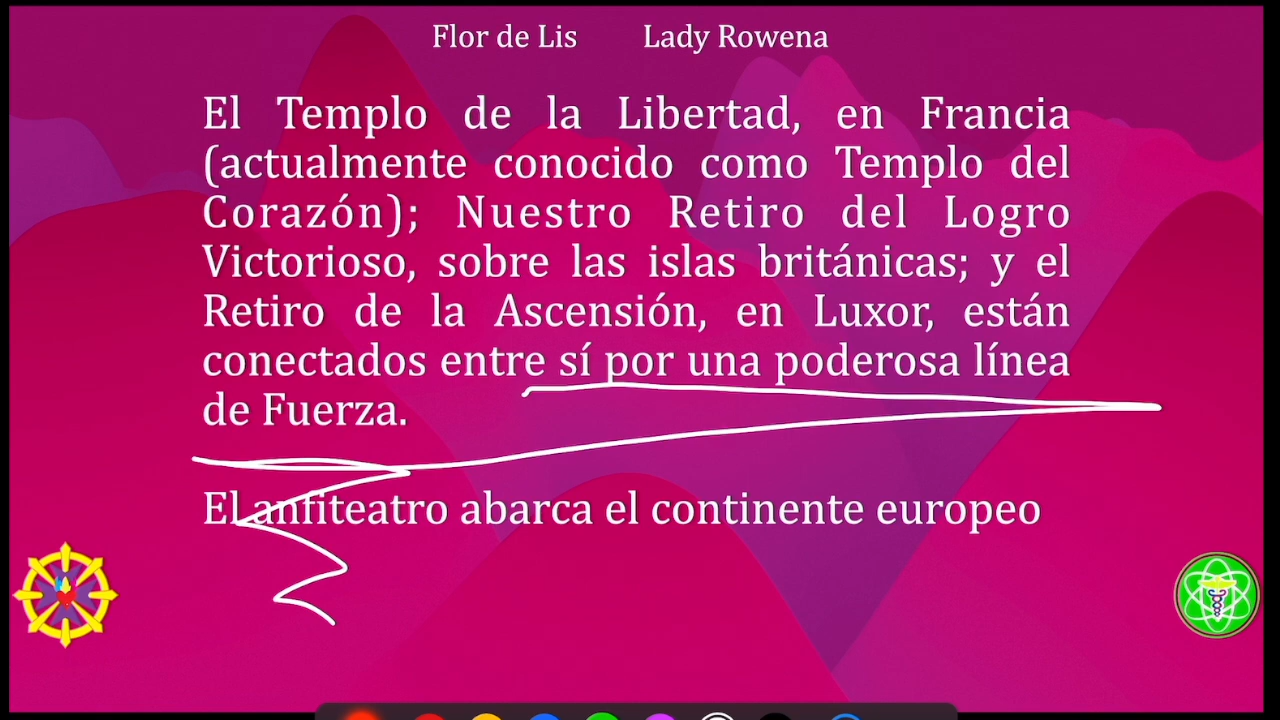 Flor de Lis Lady Rowena
El Templo de la Libertad, en Francia
(actualmente conocido como Templo del
Corazón); Nuestro Retiro del Logro
Victorioso, sobre las islas británicas; y el
Retiro de la Ascensión, en Luxor, están
conectados entre sí por una poderosa línea
de Fuerza.
El anfiteatro abarca el continente europeo